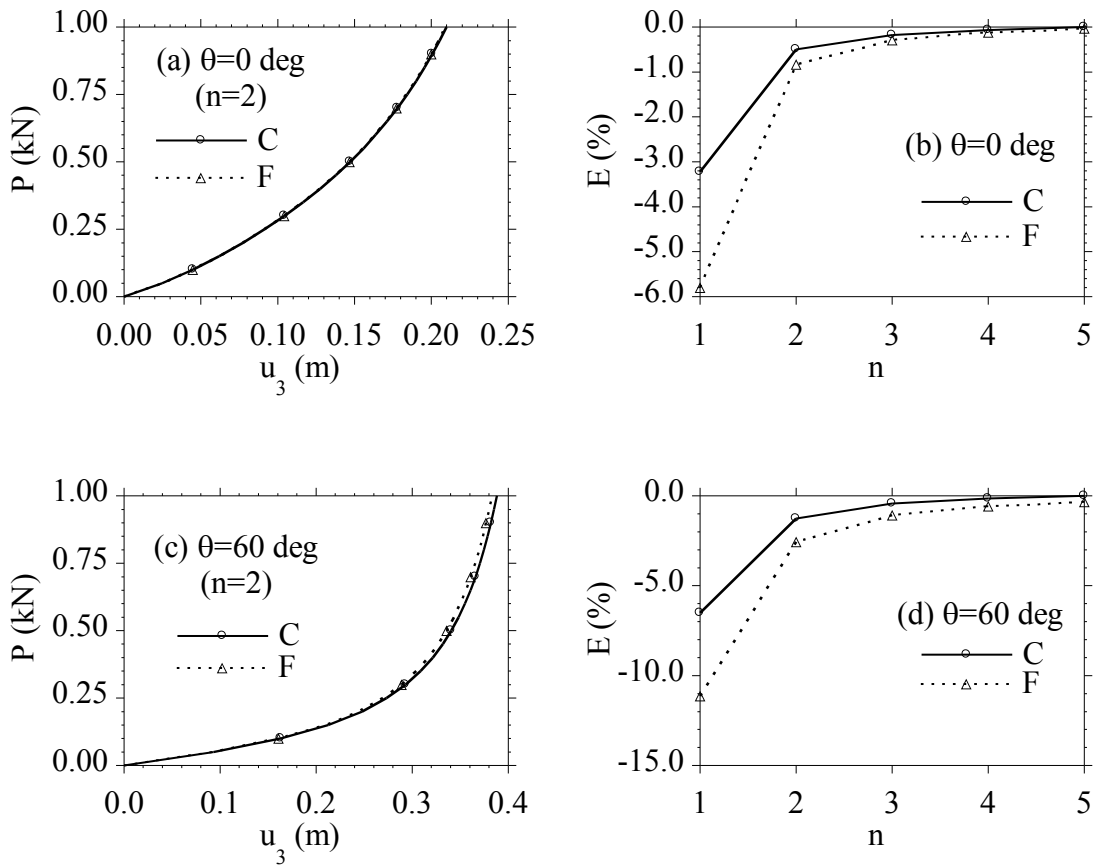 1.00
0.75
0.50
0.25
0.00
P (kN)
(a) θ=0 deg
(n=2)
C
F
0.00 0.05 0.10 0.15 0.20 0.25
u_3 (m)
0.0
-1.0
-2.0
-3.0
-4.0
-5.0
-6.0
E (%)
(b) θ=0 deg
C
F
1 2 3 4 5
n
1.00
0.75
0.50
0.25
0.00
P (kN)
(c) θ=60 deg
(n=2)
C
F
0.0 0.1 0.2 0.3 0.4
u_3 (m)
0.0
-5.0
-10.0
-15.0
E (%)
(d) θ=60 deg
C
F
1 2 3 4 5
n